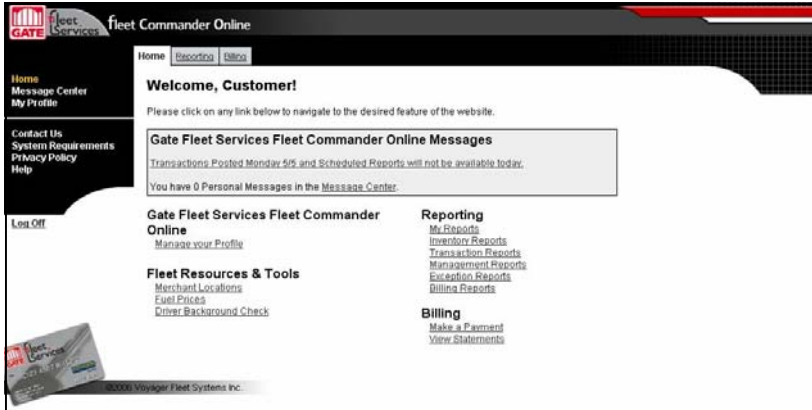 GATE Fleet Services Fleet Commander Online
Home Reporting Billing
Home
Message Center
My Profile
Contact Us
System Requirements
Privacy Policy
Help
Log Off
Welcome, Customer!
Please click on any link below to navigate to the desired feature of the website.
Gate Fleet Services Fleet Commander Online Messages
Transactions Posted Monday 5/5 and Scheduled Reports will not be available today.
You have 0 Personal Messages in the Message Center.
Gate Fleet Services Fleet Commander
Online
Manage your Profile
Fleet Resources & Tools
Merchant Locations
Fuel Prices
Driver Background Check
Reporting
My Reports
Inventory Reports
Transaction Reports
Management Reports
Exception Reports
Billing Reports
Billing
Make a Payment
View Statements
GATE Fleet Services
©2006 Voyager Fleet Systems Inc.